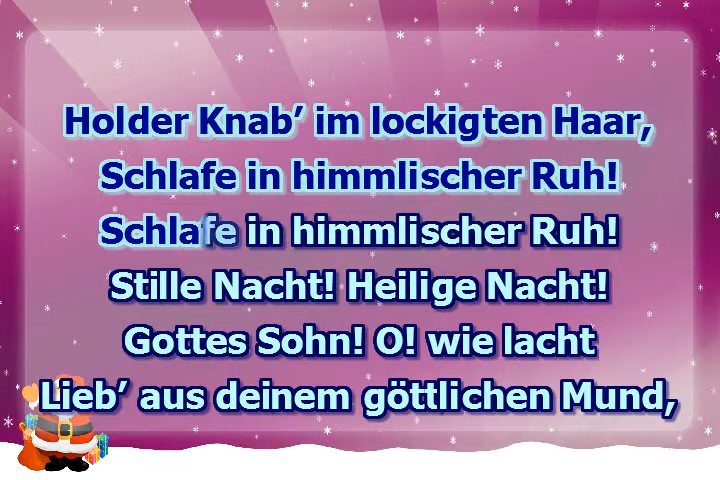 Holder Knab’ im lockigten Haar,
Schlafe in himmlischer Ruh!
Schlafe in himmlischer Ruh!
Stille Nacht! Heilige Nacht!
Gottes Sohn! O! wie lacht
Lieb’ aus deinem göttlichen Mund,